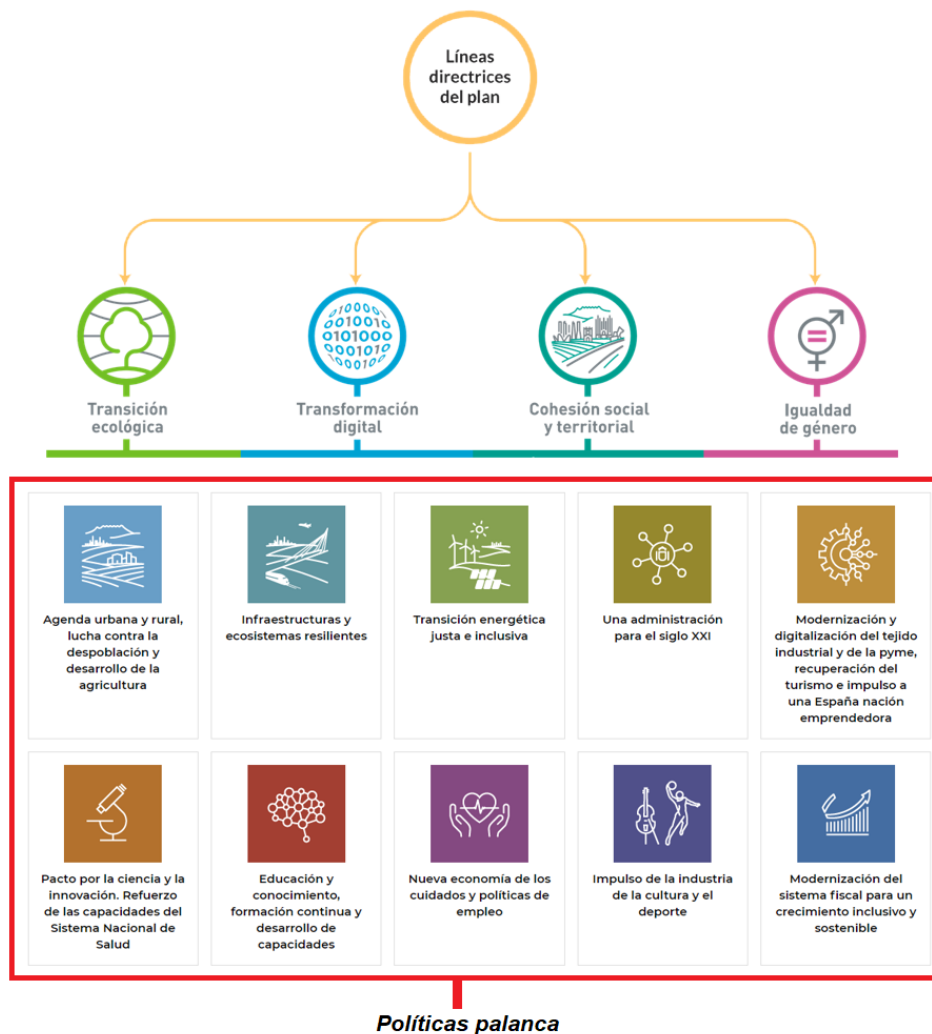 Líneas
directrices
del plan
Transición
ecológica
Transformación
digital
Cohesión social
y territorial
Igualdad
de género
10000
010010
101000
000101
00010
Agenda urbana y rural,
lucha contra la
despoblación y
desarrollo de la
agricultura
Infraestructuras y
ecosistemas resilientes
Transición energética
justa e inclusiva
Una administración
para el siglo XXI
Modernización y
digitalización del tejido
industrial y de la pyme,
recuperación del
turismo e impulso a
una España nación
emprendedora
Pacto por la ciencia y la
innovación. Refuerzo
de las capacidades del
Sistema Nacional de
Salud
Educación y
conocimiento,
formación continua y
desarrollo de
capacidades
Nueva economía de los
cuidados y políticas de
empleo
Impulso de la industria
de la cultura y el
deporte
Modernización del
sistema fiscal para un
crecimiento inclusivo y
sostenible
Políticas palanca